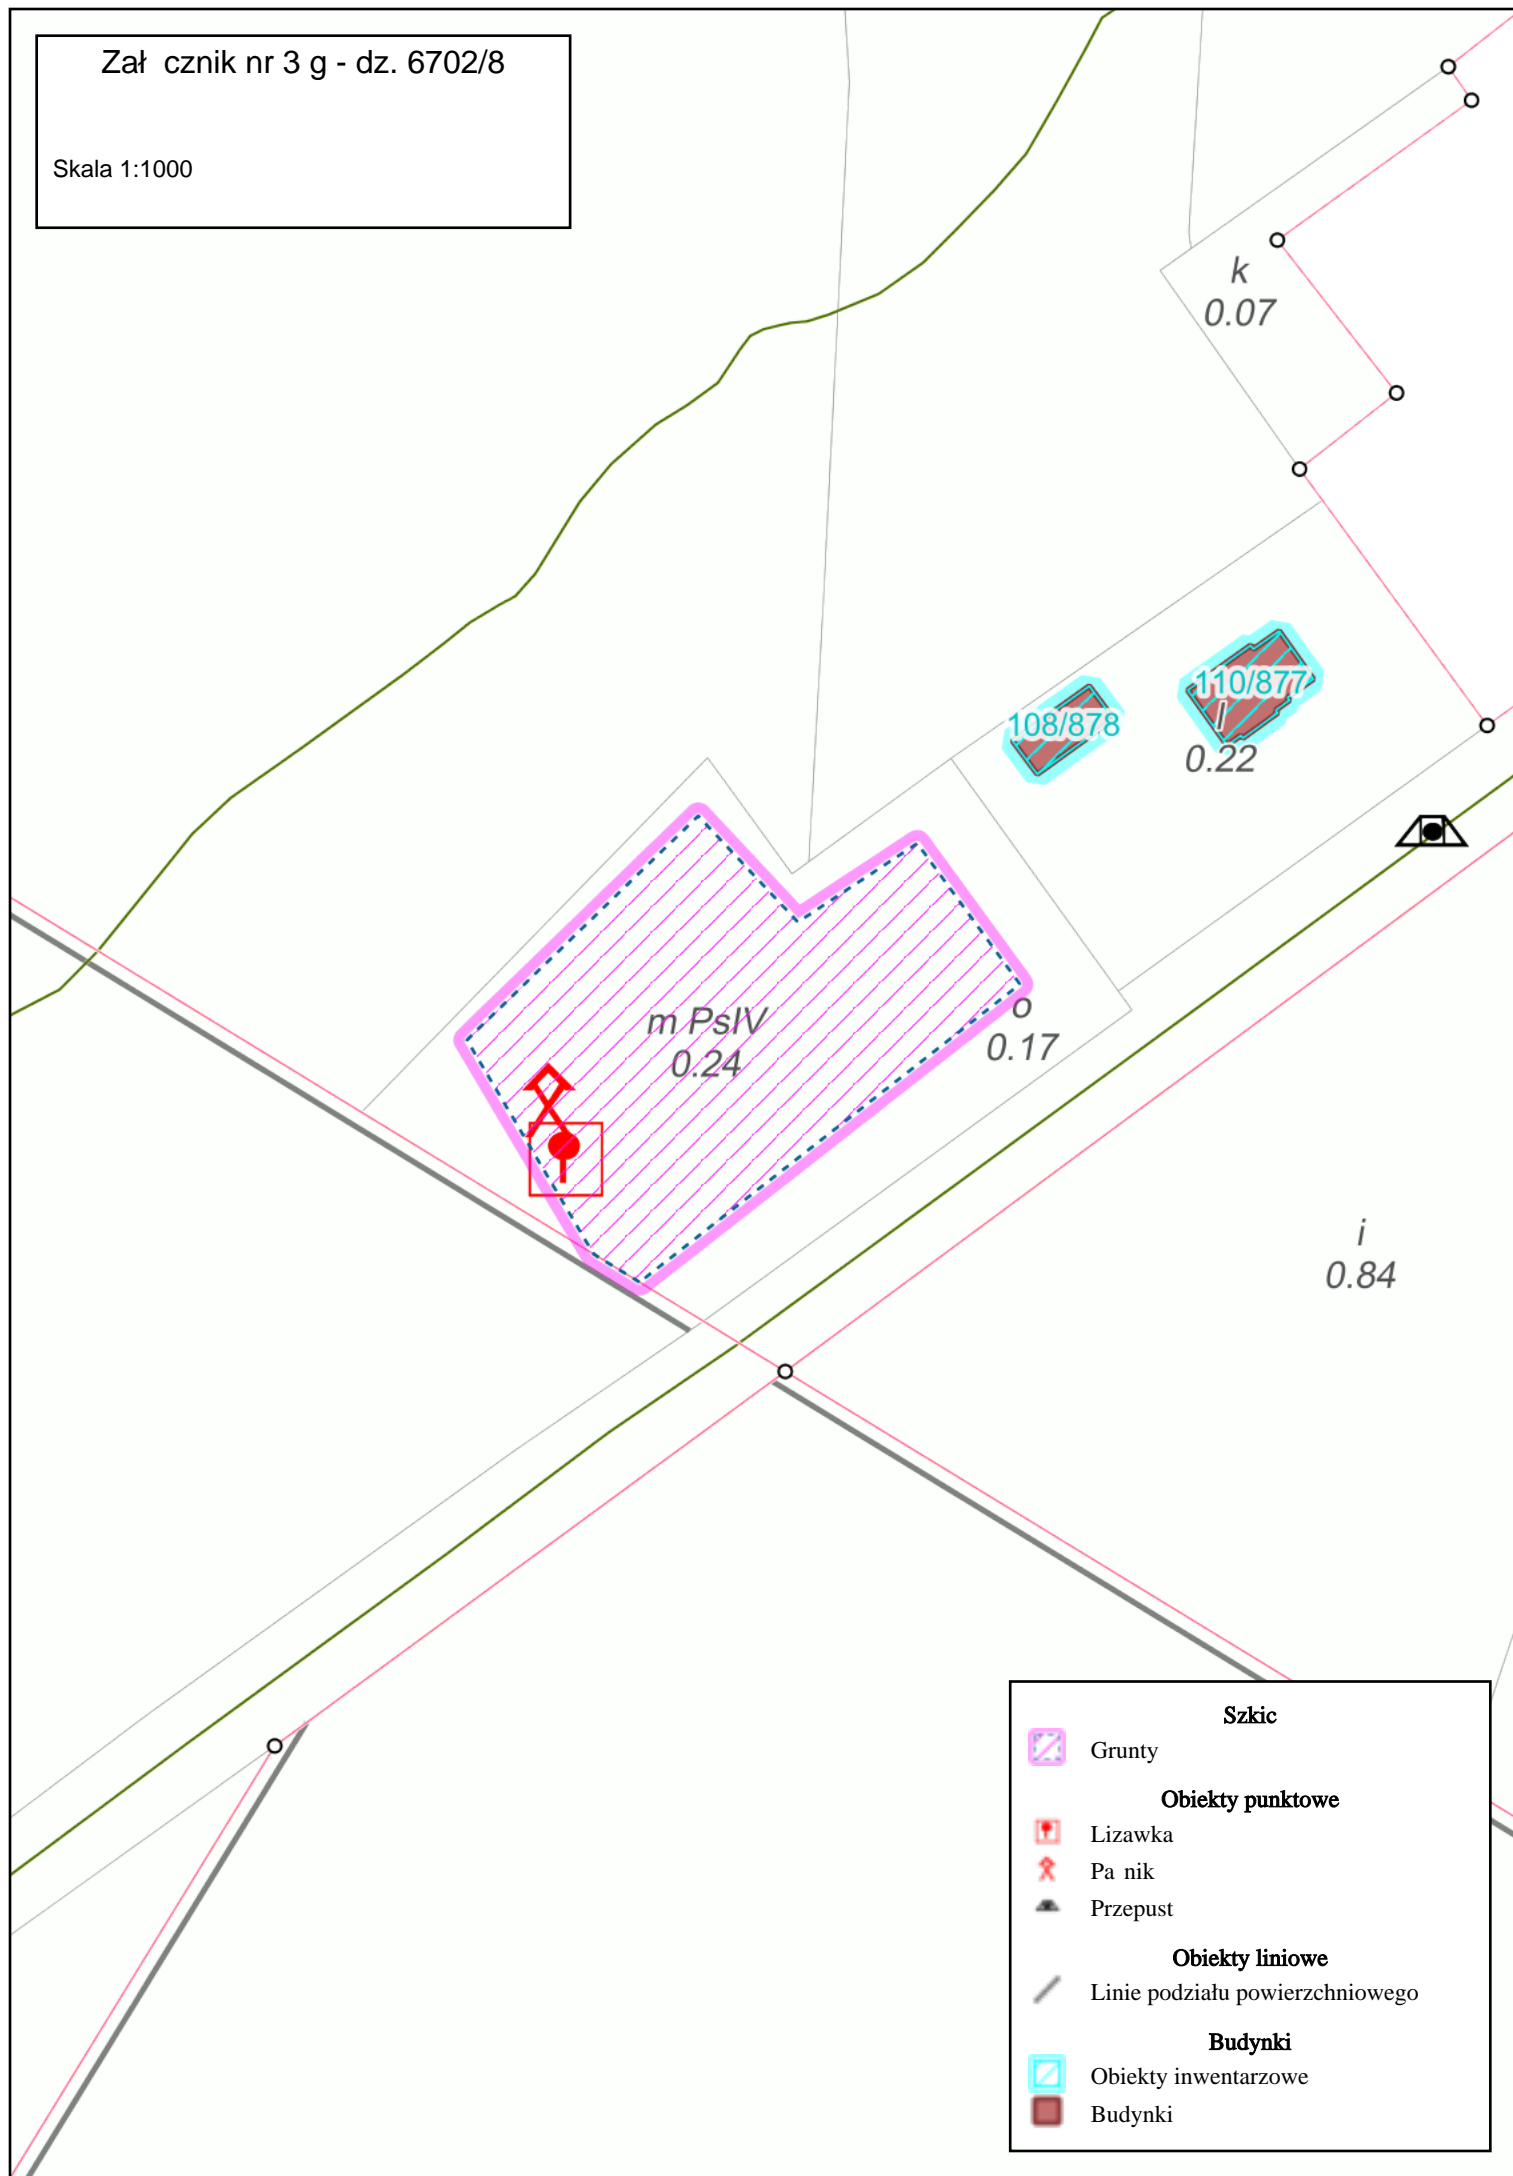 Zał cznik nr 3 g - dz. 6702/8
Skala 1:1000
k
0.07
110/877
l
0.22
108/878
m PsIV
0.24
o
0.17
i
0.84
Szkic
Grunty
Obiekty punktowe
Lizawka
Pa nik
Przepust
Obiekty liniowe
Linie podziału powierzchniowego
Budynki
Obiekty inwentarzowe
Budynki